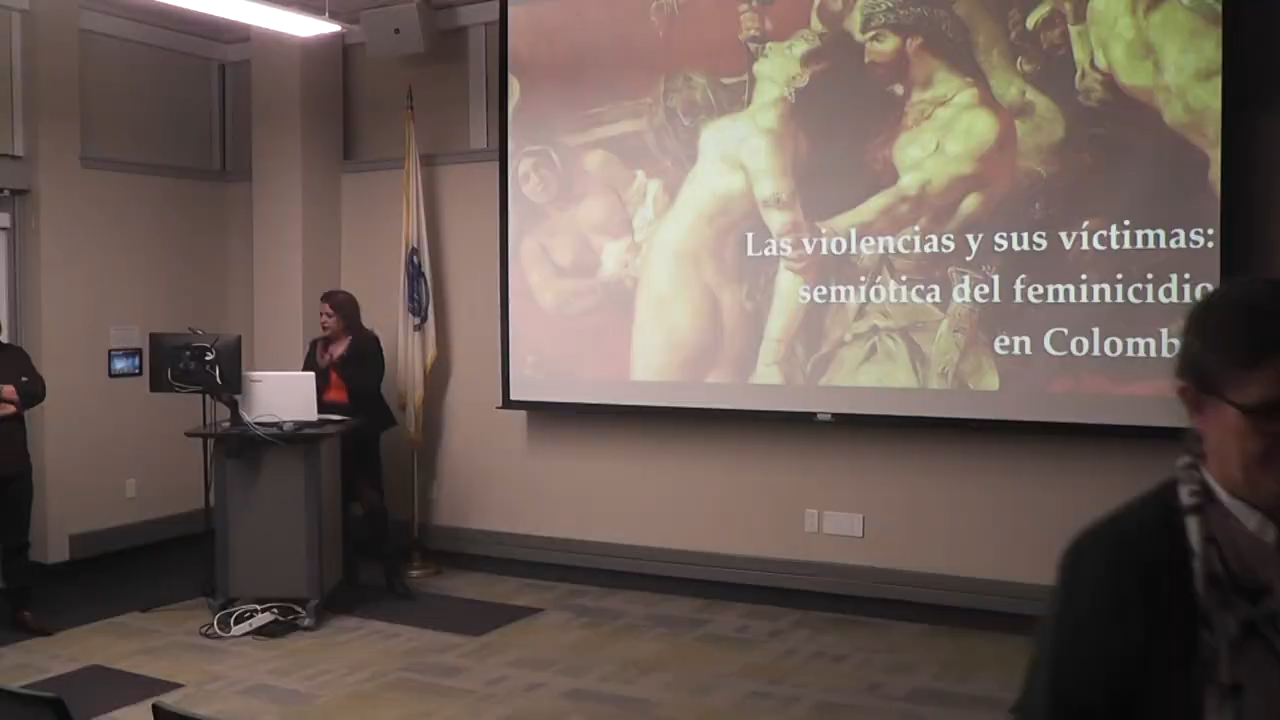 Las violencias y sus víctimas:
semiótica del feminicidio
en Colomb